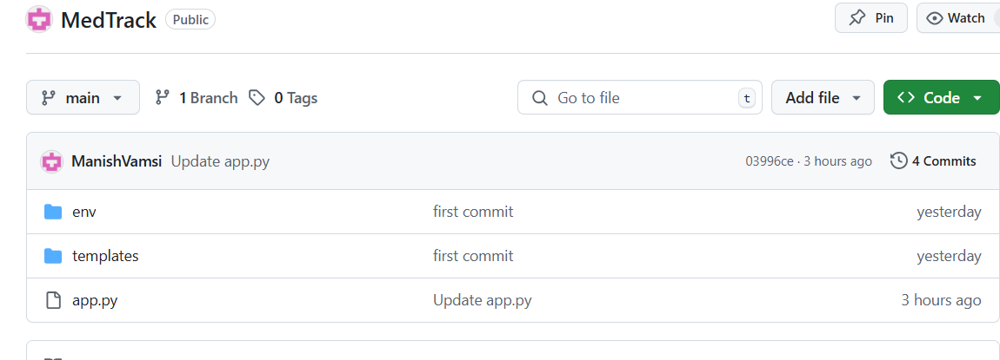 MedTrack Public Pin Watch
main 1 Branch 0 Tags Go to file t Add file Code
ManishVamsi Update app.py 03996ce · 3 hours ago 4 Commits
env first commit yesterday
templates first commit yesterday
app.py Update app.py 3 hours ago